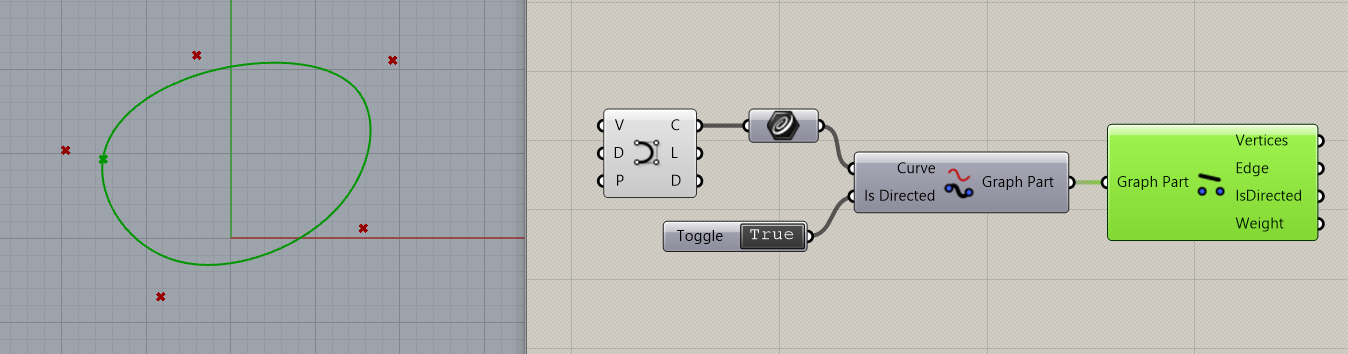 V C
D L
P D
Toggle True
Curve
Is Directed
Graph Part
Graph Part
Vertices
Edge
IsDirected
Weight